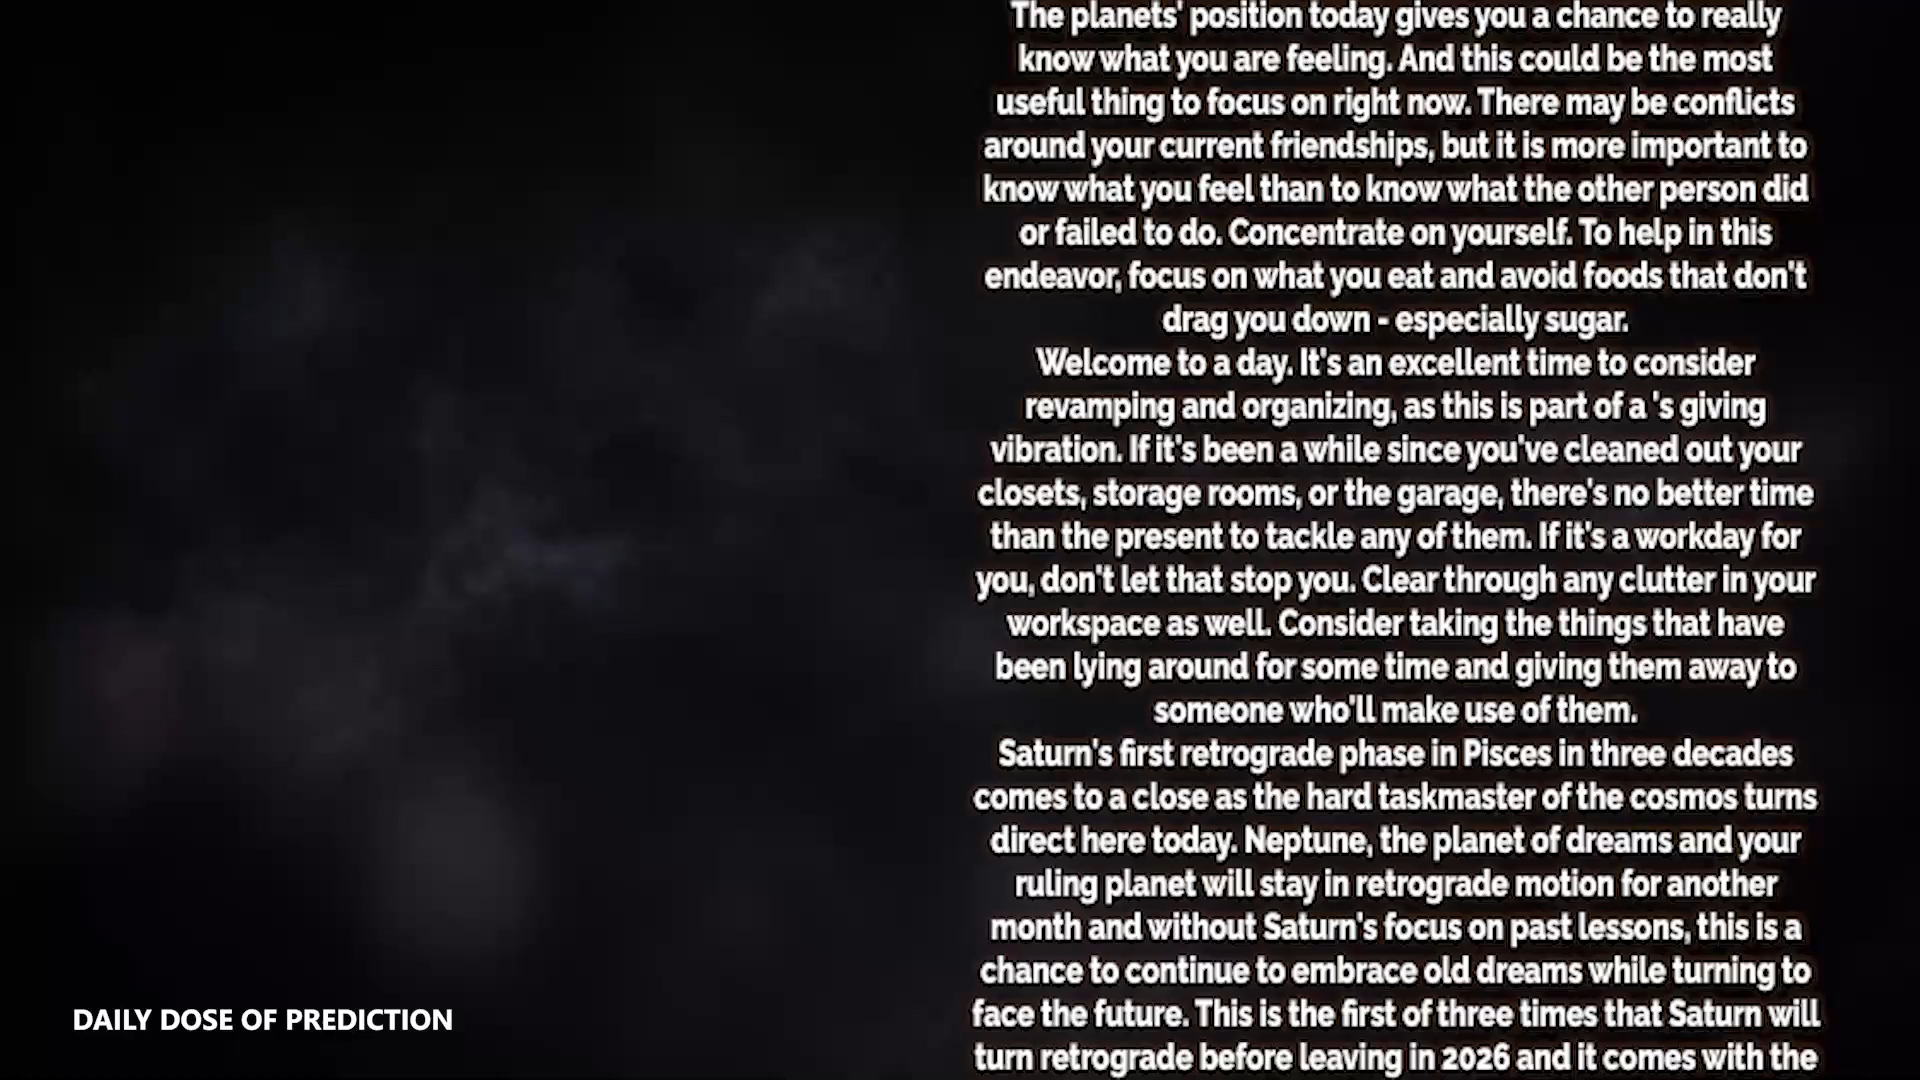 The planets' position today gives you a chance to really
know what you are feeling. And this could be the most
useful thing to focus on right now. There may be conflicts
around your current friendships, but it is more important to
know what you feel than to know what the other person did
or failed to do. Concentrate on yourself. To help in this
endeavor, focus on what you eat and avoid foods that don't
drag you down - especially sugar.
Welcome to a day. It's an excellent time to consider
revamping and organizing, as this is part of a 's giving
vibration. If it's been a while since you've cleaned out your
closets, storage rooms, or the garage, there's no better time
than the present to tackle any of them. If it's a workday for
you, don't let that stop you. Clear through any clutter in your
workspace as well. Consider taking the things that have
been lying around for some time and giving them away to
someone who'll make use of them.
Saturn's first retrograde phase in Pisces in three decades
comes to a close as the hard taskmaster of the cosmos turns
direct here today. Neptune, the planet of dreams and your
ruling planet will stay in retrograde motion for another
month and without Saturn's focus on past lessons, this is a
chance to continue to embrace old dreams while turning to
face the future. This is the first of three times that Saturn will
turn retrograde before leaving in 2026 and it comes with the
DAILY DOSE OF PREDICTION